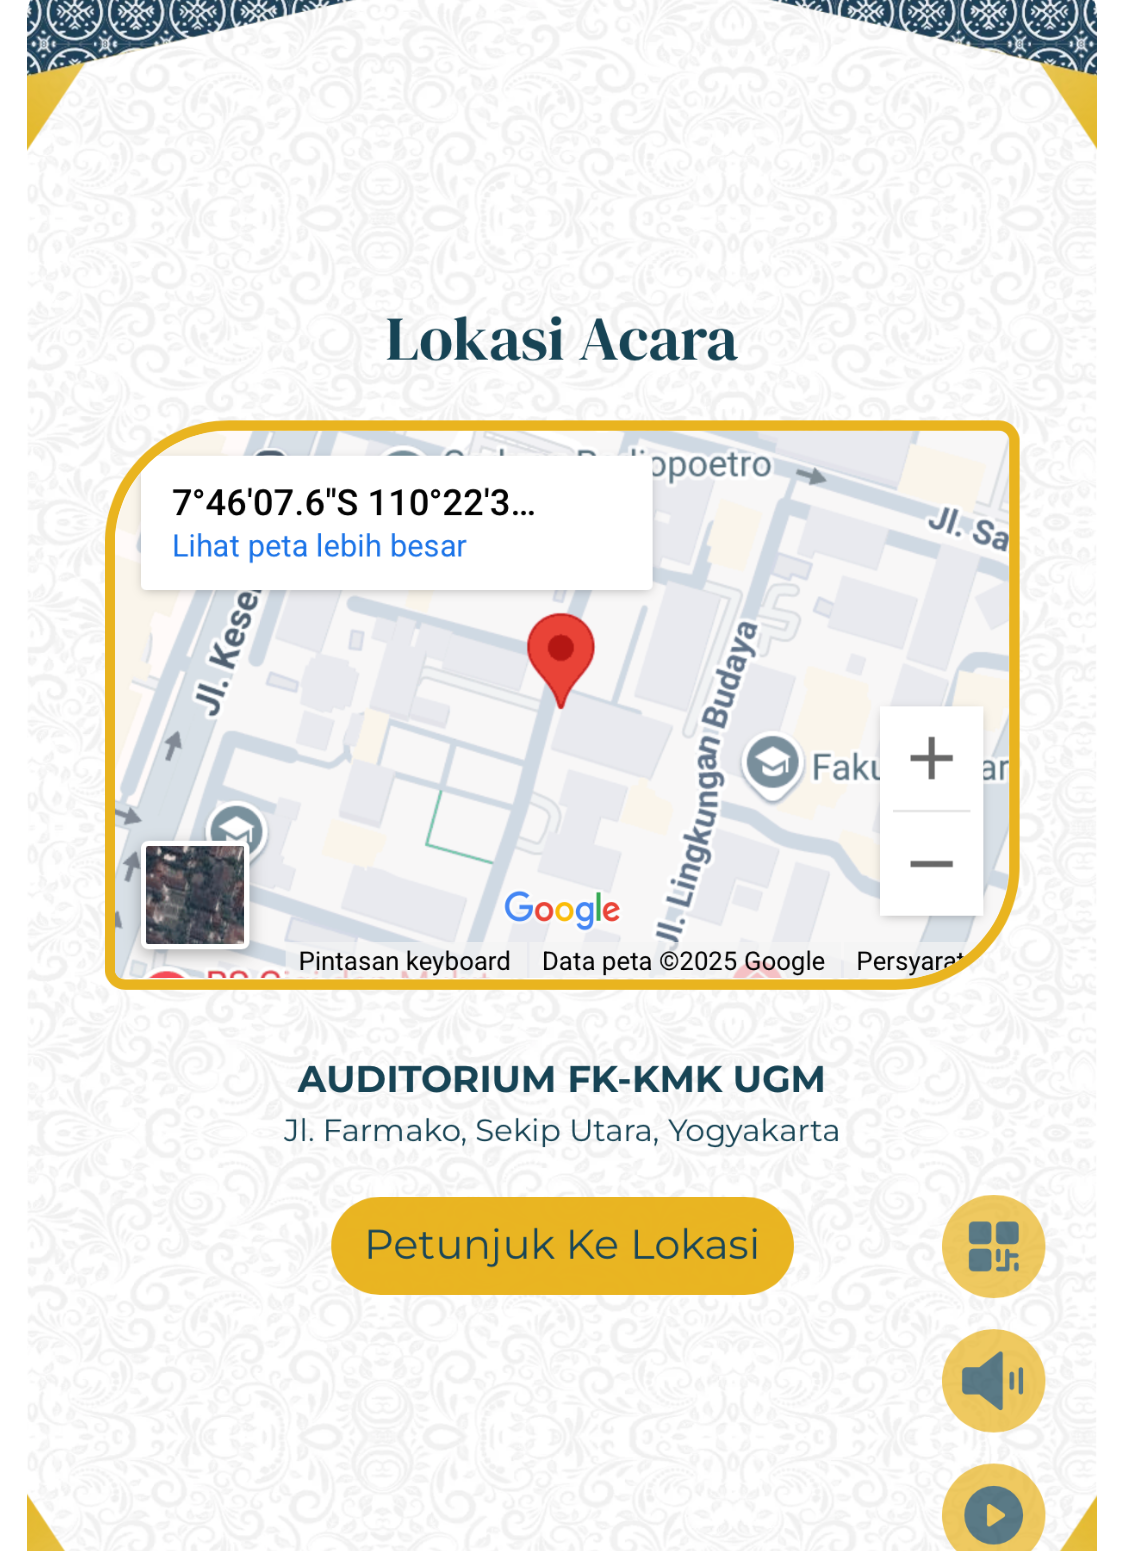 Lokasi Acara
opoetro
7°46'07.6"S 110°22'3...
Lihat peta lebih besar
Jl. Sa
Jl. Kese
Jl. Lingkungan Budaya
Faku
ar
Google
Pintasan keyboard
Data peta ©2025 Google
Persyarat
AUDITORIUM FK-KMK UGM
Jl. Farmako, Sekip Utara, Yogyakarta
Petunjuk Ke Lokasi